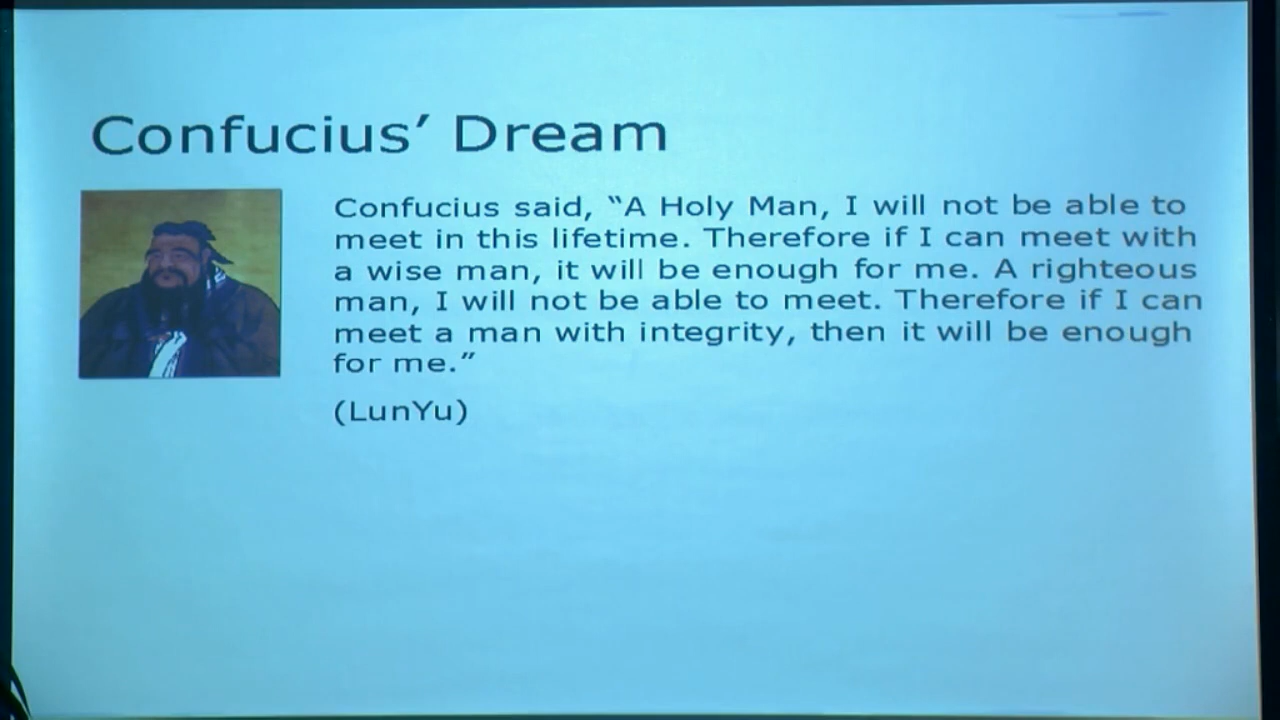 Confucius’ Dream
Confucius said, “A Holy Man, I will not be able to
meet in this lifetime. Therefore if I can meet with
a wise man, it will be enough for me. A righteous
man, I will not be able to meet. Therefore if I can
meet a man with integrity, then it will be enough
for me.”
(LunYu)